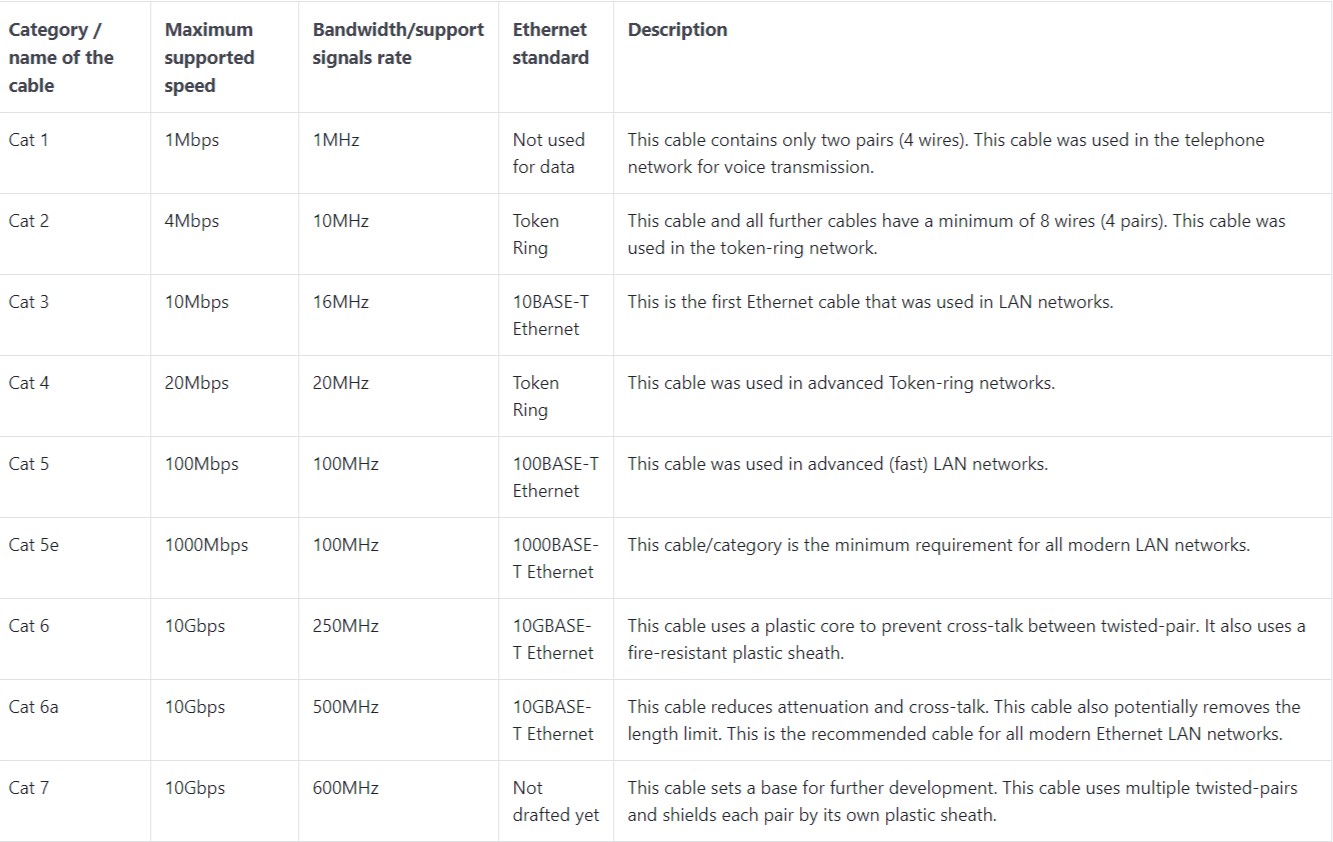 Category / name of the cable | Maximum supported speed | Bandwidth/support signals rate | Ethernet standard | Description
Cat 1 | 1Mbps | 1MHz | Not used for data | This cable contains only two pairs (4 wires). This cable was used in the telephone network for voice transmission.
Cat 2 | 4Mbps | 10MHz | Token Ring | This cable and all further cables have a minimum of 8 wires (4 pairs). This cable was used in the token-ring network.
Cat 3 | 10Mbps | 16MHz | 10BASE-T Ethernet | This is the first Ethernet cable that was used in LAN networks.
Cat 4 | 20Mbps | 20MHz | Token Ring | This cable was used in advanced Token-ring networks.
Cat 5 | 100Mbps | 100MHz | 100BASE-T Ethernet | This cable was used in advanced (fast) LAN networks.
Cat 5e | 1000Mbps | 100MHz | 1000BASE-T Ethernet | This cable/category is the minimum requirement for all modern LAN networks.
Cat 6 | 10Gbps | 250MHz | 10GBASE-T Ethernet | This cable uses a plastic core to prevent cross-talk between twisted-pair. It also uses a fire-resistant plastic sheath.
Cat 6a | 10Gbps | 500MHz | 10GBASE-T Ethernet | This cable reduces attenuation and cross-talk. This cable also potentially removes the length limit. This is the recommended cable for all modern Ethernet LAN networks.
Cat 7 | 10Gbps | 600MHz | Not drafted yet | This cable sets a base for further development. This cable uses multiple twisted-pairs and shields each pair by its own plastic sheath.